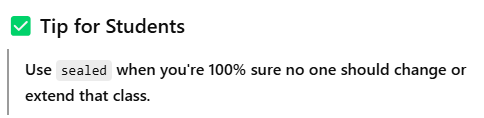 ✅ Tip for Students
Use sealed when you're 100% sure no one should change or
extend that class.